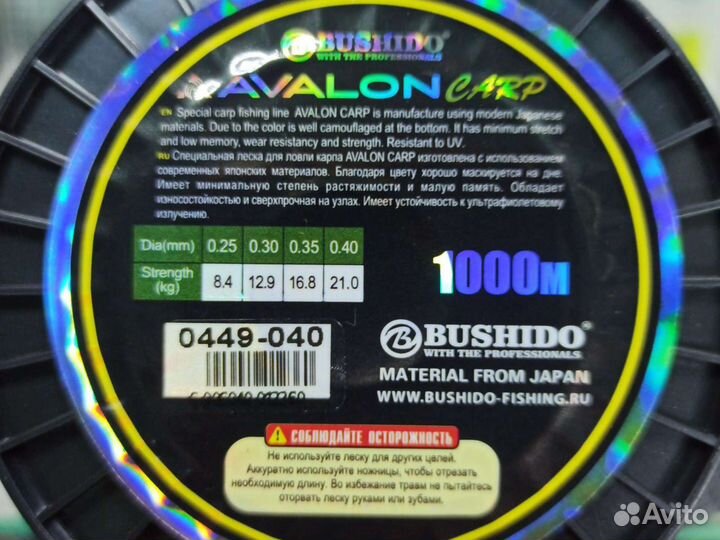 BUSHIDO®
WITH THE PROFESSIONALS
AVALON CARP
EN Special carp fishing line AVALON CARP is manufacture using modern Japanese
materials. Due to the color is well camouflaged at the bottom. It has minimum stretch
and low memory, wear resistancy and strength. Resistant to UV.
RU Специальная леска для ловли карпа AVALON CARP изготовлена с использованием
современных японских материалов. Благодаря цвету хорошо маскируется на дне.
Имеет минимальную степень растяжимости и малую память. Обладает
износостойкостью и сверхпрочная на узлах. Имеет устойчивость к ультрафиолетовому
излучению.
Dia(mm) 0.25 0.30 0.35 0.40
Strength (kg) 8.4 12.9 16.8 21.0
1000м
0449-040
BUSHIDO®
WITH THE PROFESSIONALS
MATERIAL FROM JAPAN
WWW.BUSHIDO-FISHING.RU
СОБЛЮДАЙТЕ ОСТОРОЖНОСТЬ
Не используйте леску для других целей.
Аккуратно используйте ножницы, чтобы отрезать
необходимую длину. Во избежание травм не пытайтесь
оторвать леску руками или зубами.
Avito